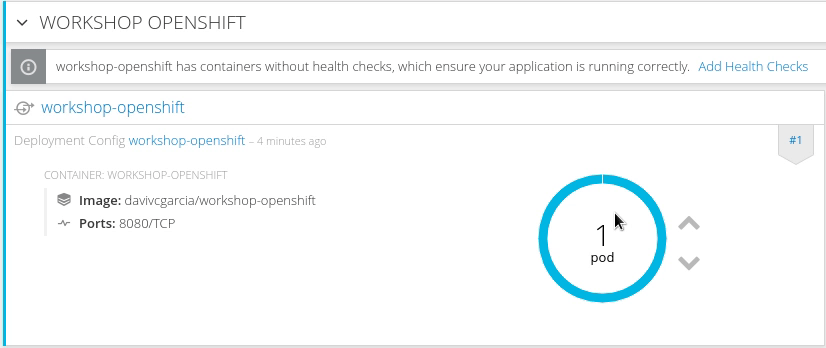 WORKSHOP OPENSHIFT
workshop-openshift has containers without health checks, which ensure your application is running correctly. Add Health Checks
workshop-openshift
Deployment Config workshop-openshift – 4 minutes ago
#1
CONTAINER: WORKSHOP-OPENSHIFT
Image: davivcgarcia/workshop-openshift
Ports: 8080/TCP
1
pod